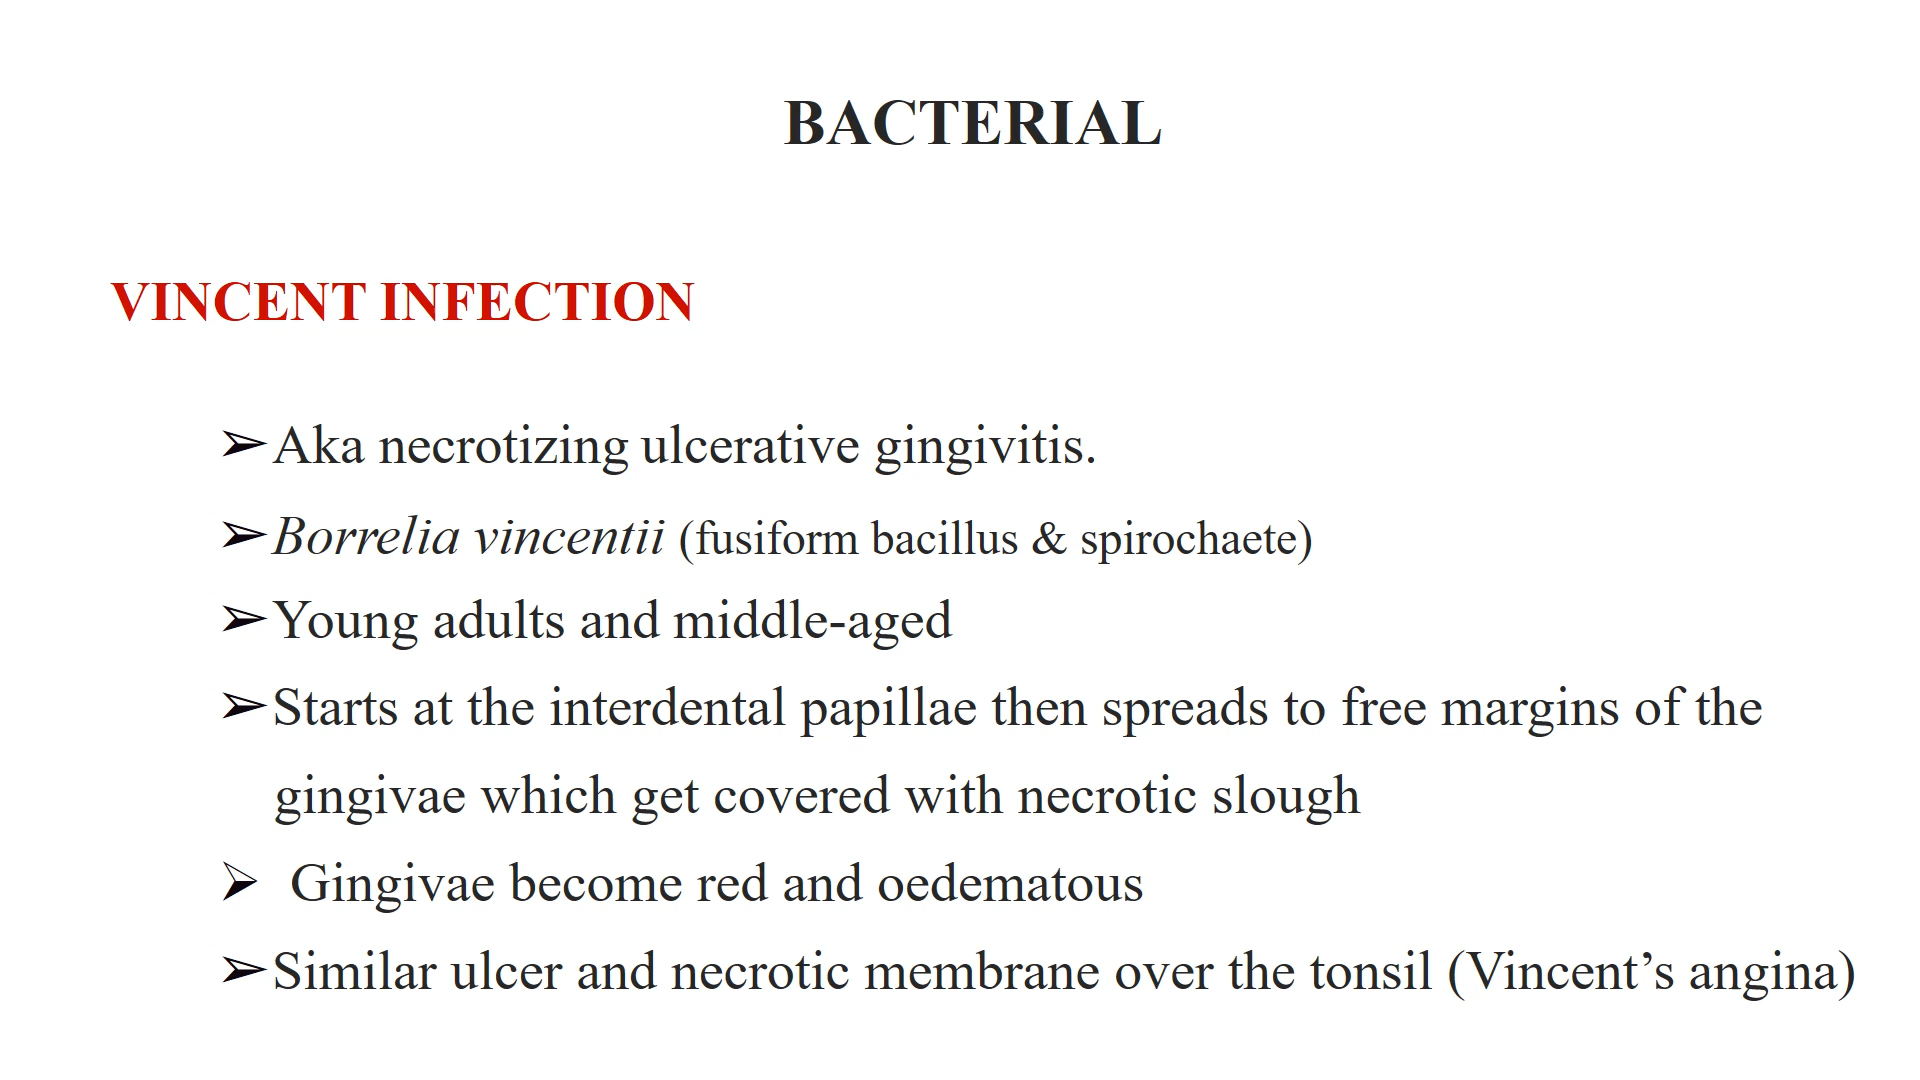 BACTERIAL
VINCENT INFECTION
➢Aka necrotizing ulcerative gingivitis.
➢Borrelia vincentii (fusiform bacillus & spirochaete)
➢Young adults and middle-aged
➢Starts at the interdental papillae then spreads to free margins of the
gingivae which get covered with necrotic slough
➢ Gingivae become red and oedematous
➢Similar ulcer and necrotic membrane over the tonsil (Vincent’s angina)